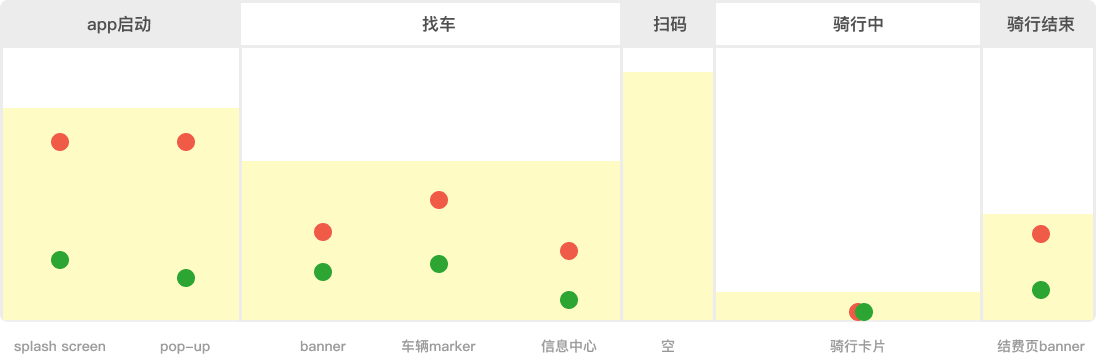 app启动
找车
扫码
骑行中
骑行结束
splash screen
pop-up
banner
车辆marker
信息中心
空
骑行卡片
结费页banner